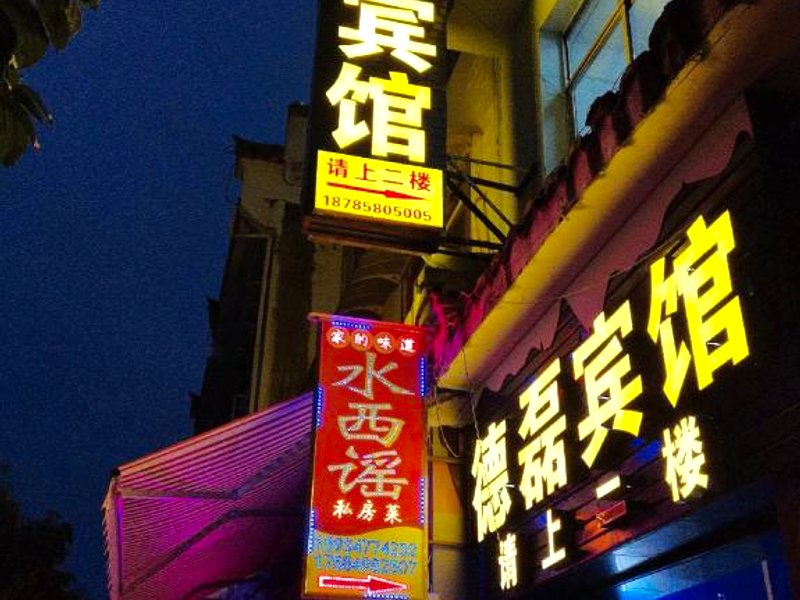 宾馆
请上二楼
18785805005
家的味道
水西谣
私房菜
德磊宾馆
请上二楼